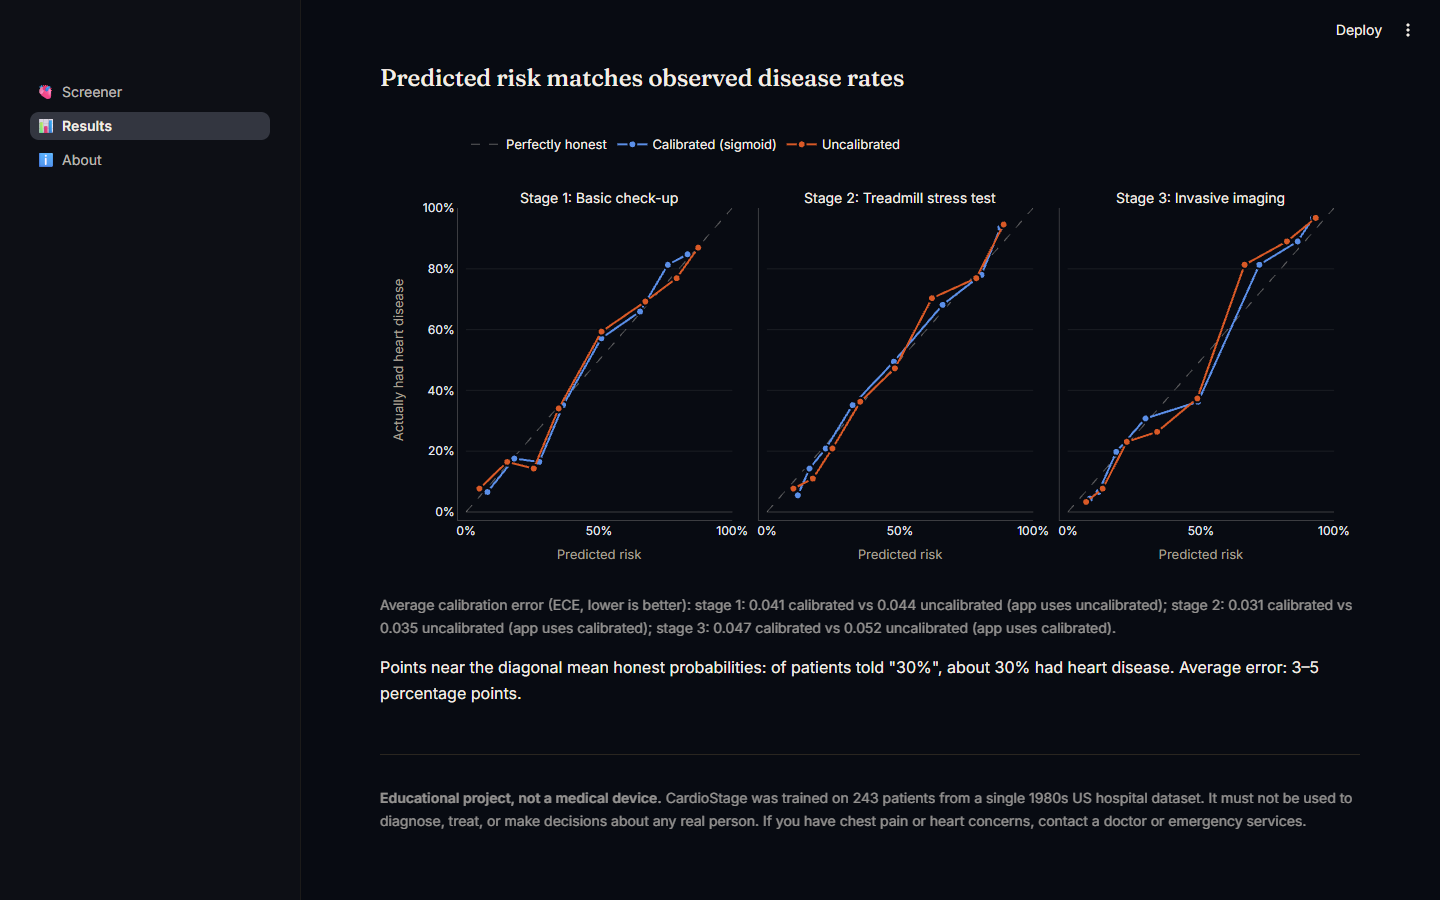 Deploy
Screener
Results
About
Predicted risk matches observed disease rates
Perfectly honest
Calibrated (sigmoid)
Uncalibrated
Stage 1: Basic check-up
Stage 2: Treadmill stress test
Stage 3: Invasive imaging
Actually had heart disease
100%
80%
60%
40%
20%
0%
0% 50% 100%
0% 50% 100%
0% 50% 100%
Predicted risk
Predicted risk
Predicted risk
Average calibration error (ECE, lower is better): stage 1: 0.041 calibrated vs 0.044 uncalibrated (app uses uncalibrated); stage 2: 0.031 calibrated vs
0.035 uncalibrated (app uses calibrated); stage 3: 0.047 calibrated vs 0.052 uncalibrated (app uses calibrated).
Points near the diagonal mean honest probabilities: of patients told "30%", about 30% had heart disease. Average error: 3–5
percentage points.
Educational project, not a medical device. CardioStage was trained on 243 patients from a single 1980s US hospital dataset. It must not be used to
diagnose, treat, or make decisions about any real person. If you have chest pain or heart concerns, contact a doctor or emergency services.